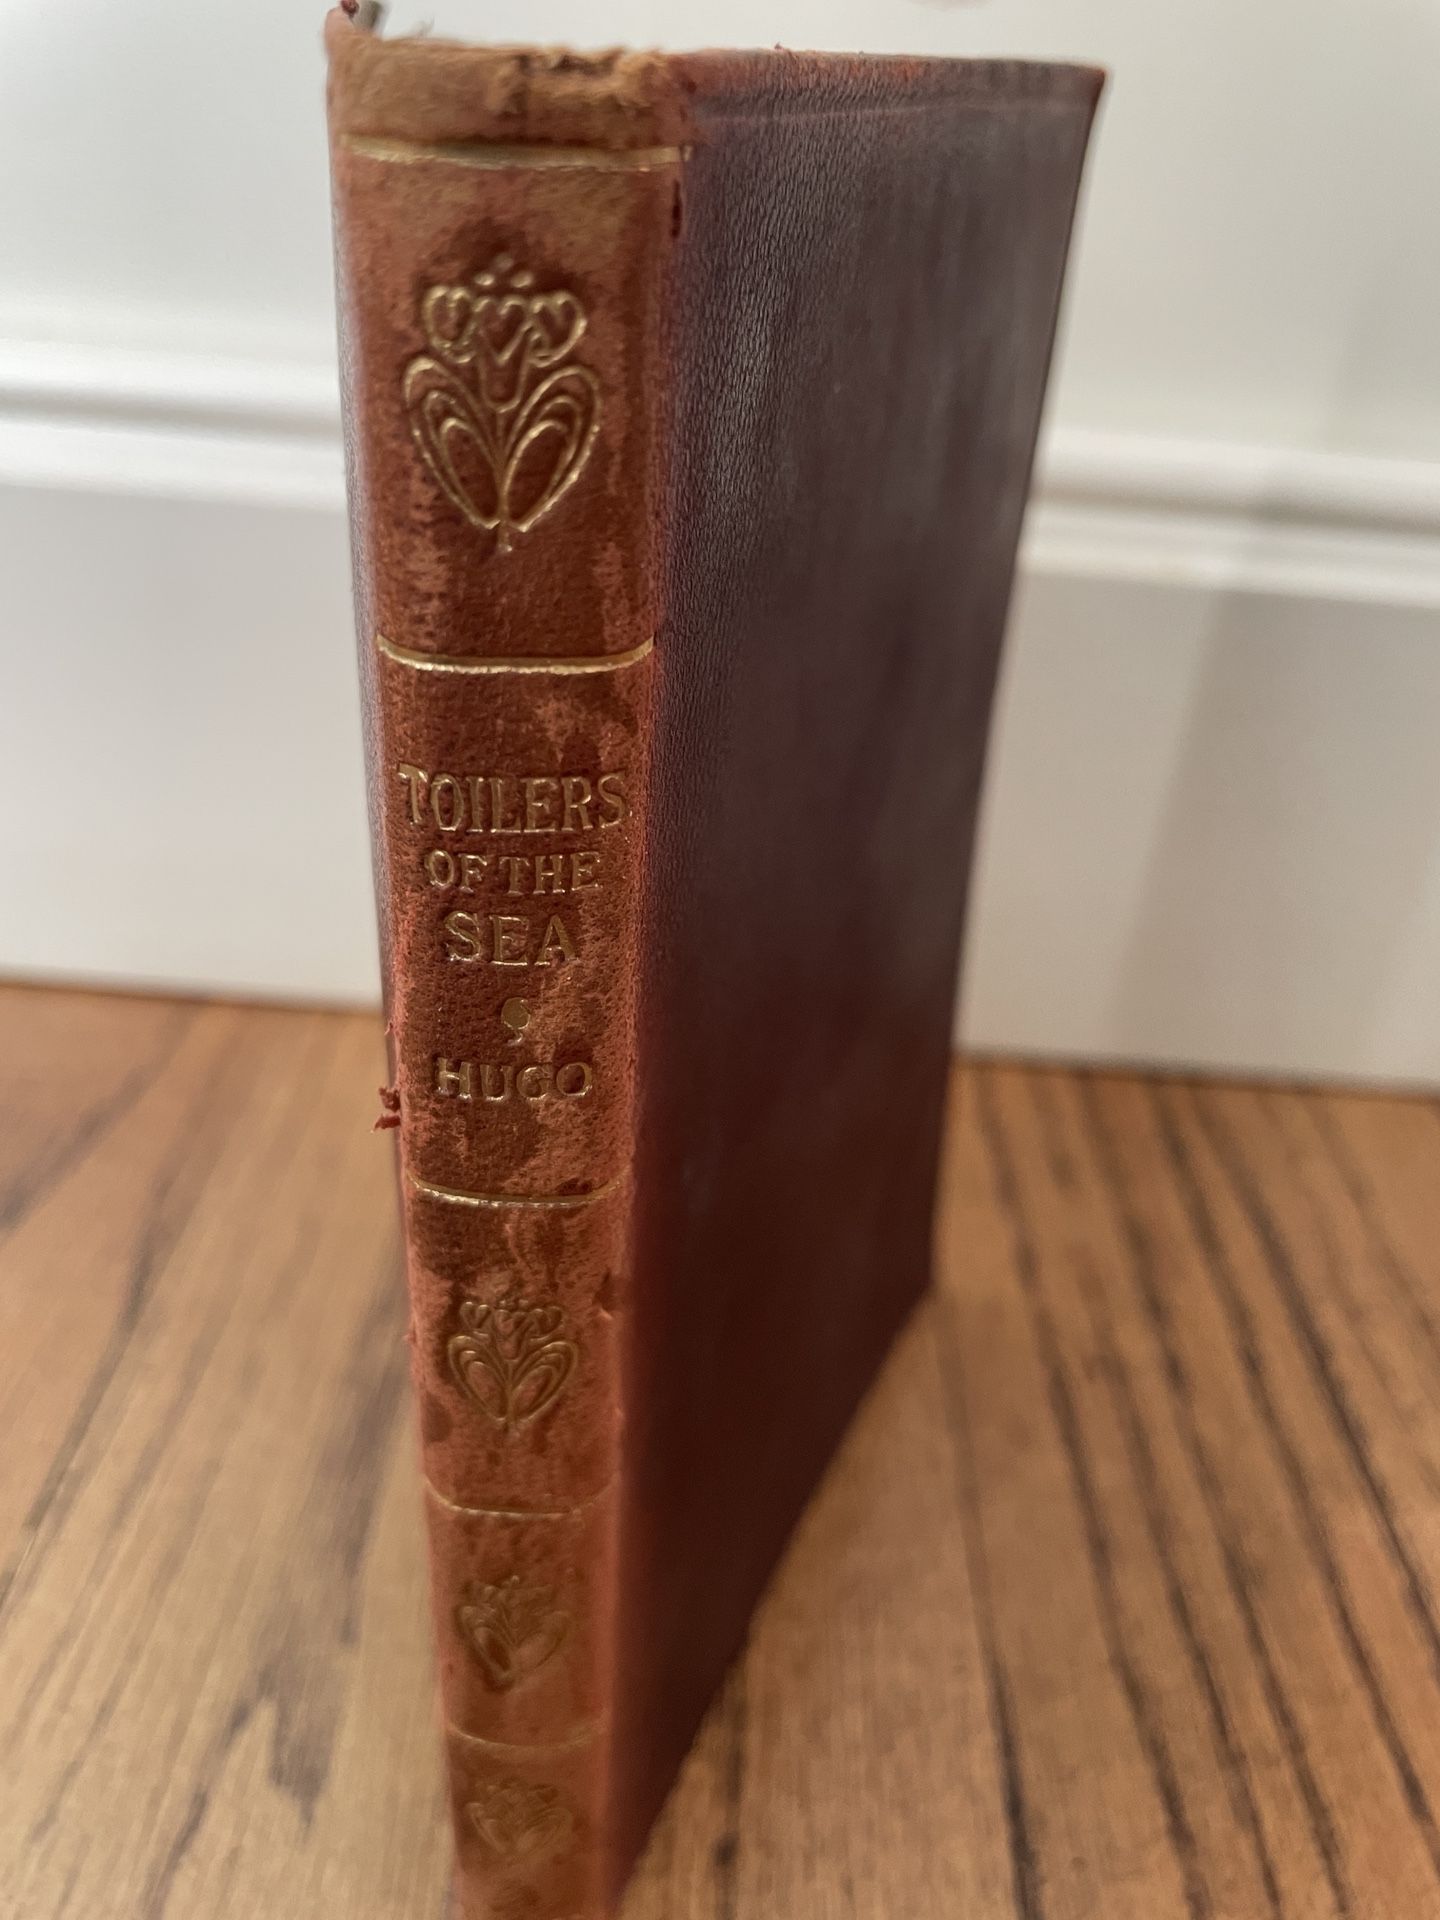 TOILERS
OF THE
SEA
HUGO